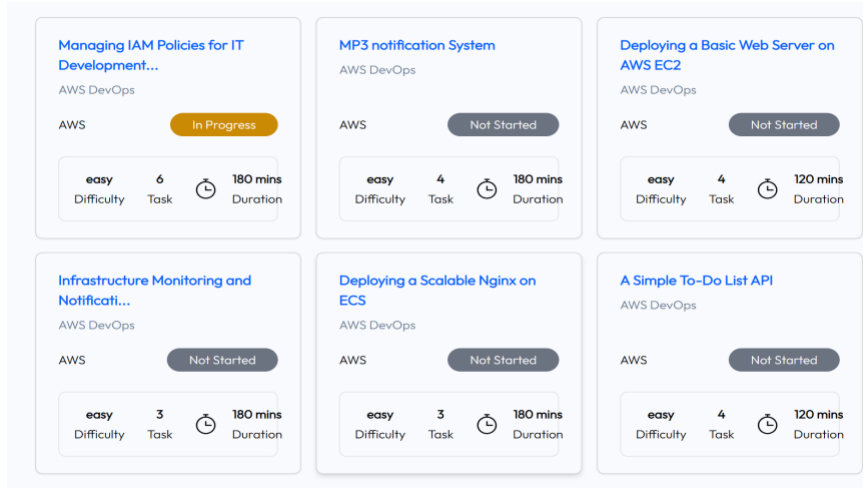 Managing IAM Policies for IT
Development...
AWS DevOps
AWS
In Progress
easy
6
180 mins
Difficulty
Task
Duration
MP3 notification System
AWS DevOps
AWS
Not Started
easy
4
180 mins
Difficulty
Task
Duration
Deploying a Basic Web Server on
AWS EC2
AWS DevOps
AWS
Not Started
easy
4
120 mins
Difficulty
Task
Duration
Infrastructure Monitoring and
Notificati...
AWS DevOps
AWS
Not Started
easy
3
180 mins
Difficulty
Task
Duration
Deploying a Scalable Nginx on
ECS
AWS DevOps
AWS
Not Started
easy
3
180 mins
Difficulty
Task
Duration
A Simple To-Do List API
AWS DevOps
AWS
Not Started
easy
4
120 mins
Difficulty
Task
Duration